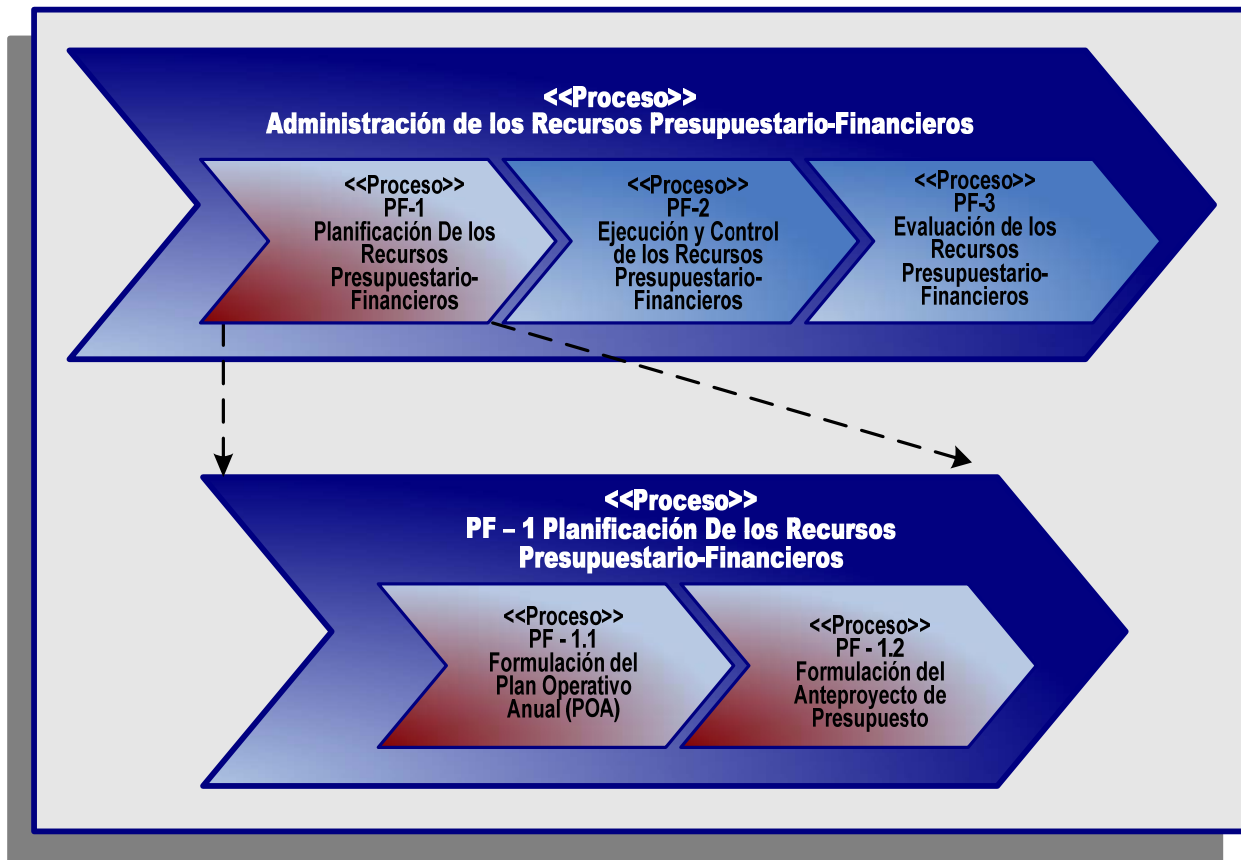 <<Proceso>>
Administración de los Recursos Presupuestario-Financieros
<<Proceso>>
PF-1
Planificación De los
Recursos
Presupuestario-
Financieros
<<Proceso>>
PF-2
Ejecución y Control
de los Recursos
Presupuestario-
Financieros
<<Proceso>>
PF-3
Evaluación de los
Recursos
Presupuestario-
Financieros
<<Proceso>>
PF – 1 Planificación De los Recursos
Presupuestario-Financieros
<<Proceso>>
PF - 1.1
Formulación del
Plan Operativo
Anual (POA)
<<Proceso>>
PF - 1.2
Formulación del
Anteproyecto de
Presupuesto